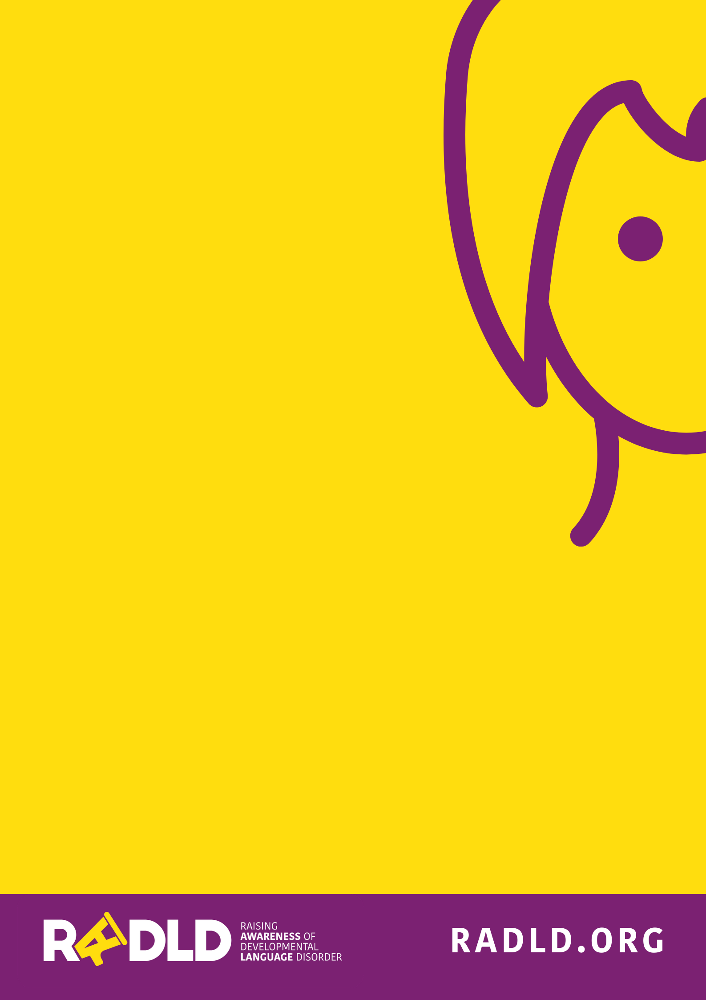 RADLD
RAISING
AWARENESS OF
DEVELOPMENTAL
LANGUAGE DISORDER
RADLD.ORG